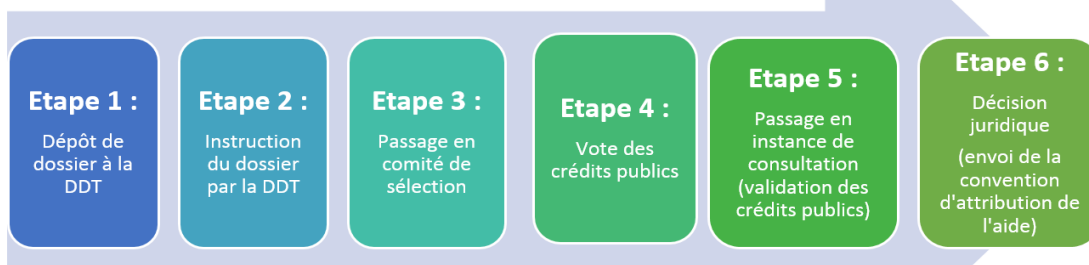 Etape 1 :
Dépôt de
dossier à la
DDT
Etape 2 :
Instruction
du dossier
par la DDT
Etape 3 :
Passage en
comité de
sélection
Etape 4 :
Vote des
crédits publics
Etape 5 :
Passage en
instance de
consultation
(validation des
crédits publics)
Etape 6 :
Décision
juridique
(envoi de la
convention
d'attribution de
l'aide)